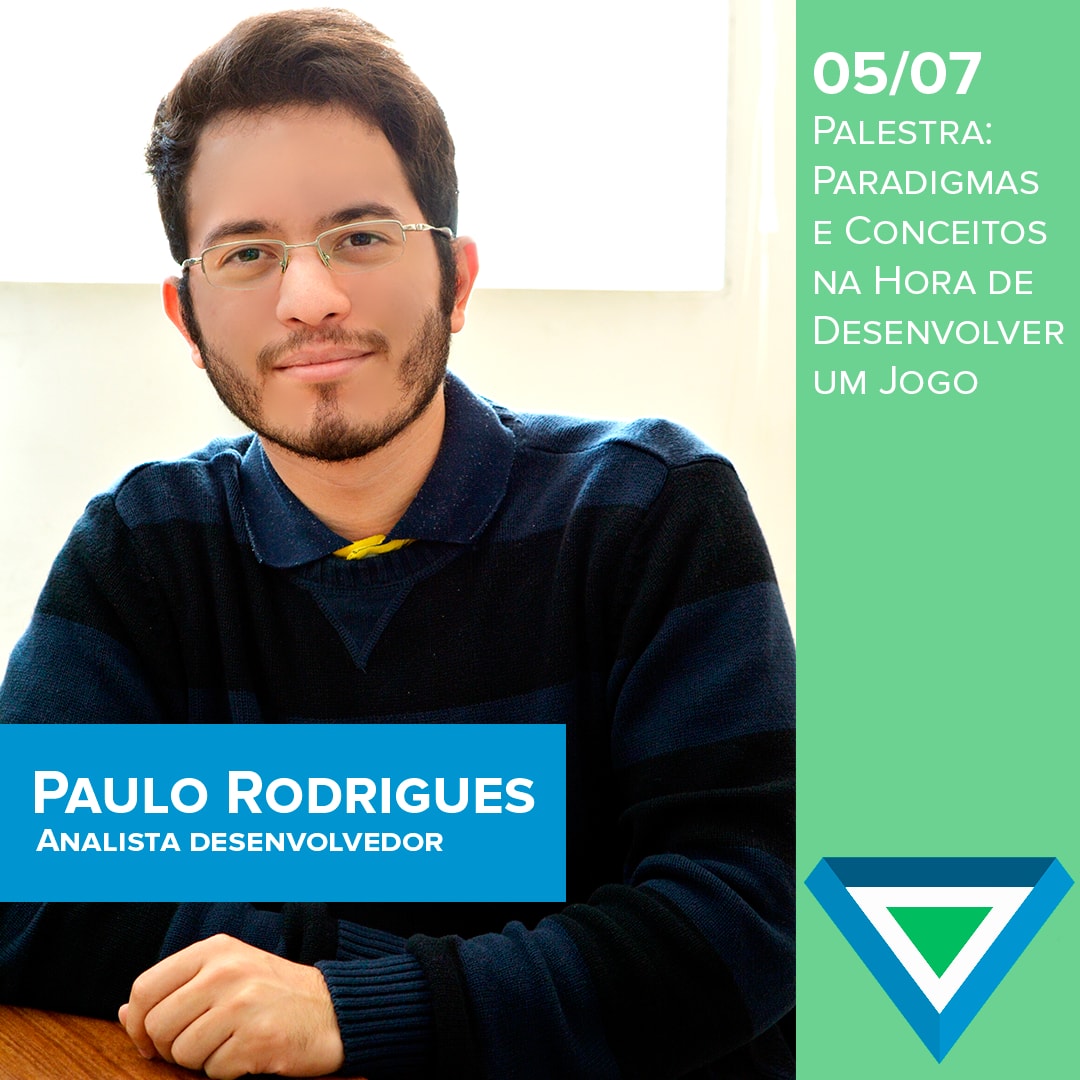 05/07
Palestra:
Paradigmas
e Conceitos
na Hora de
Desenvolver
um Jogo
Paulo Rodrigues
Analista desenvolvedor